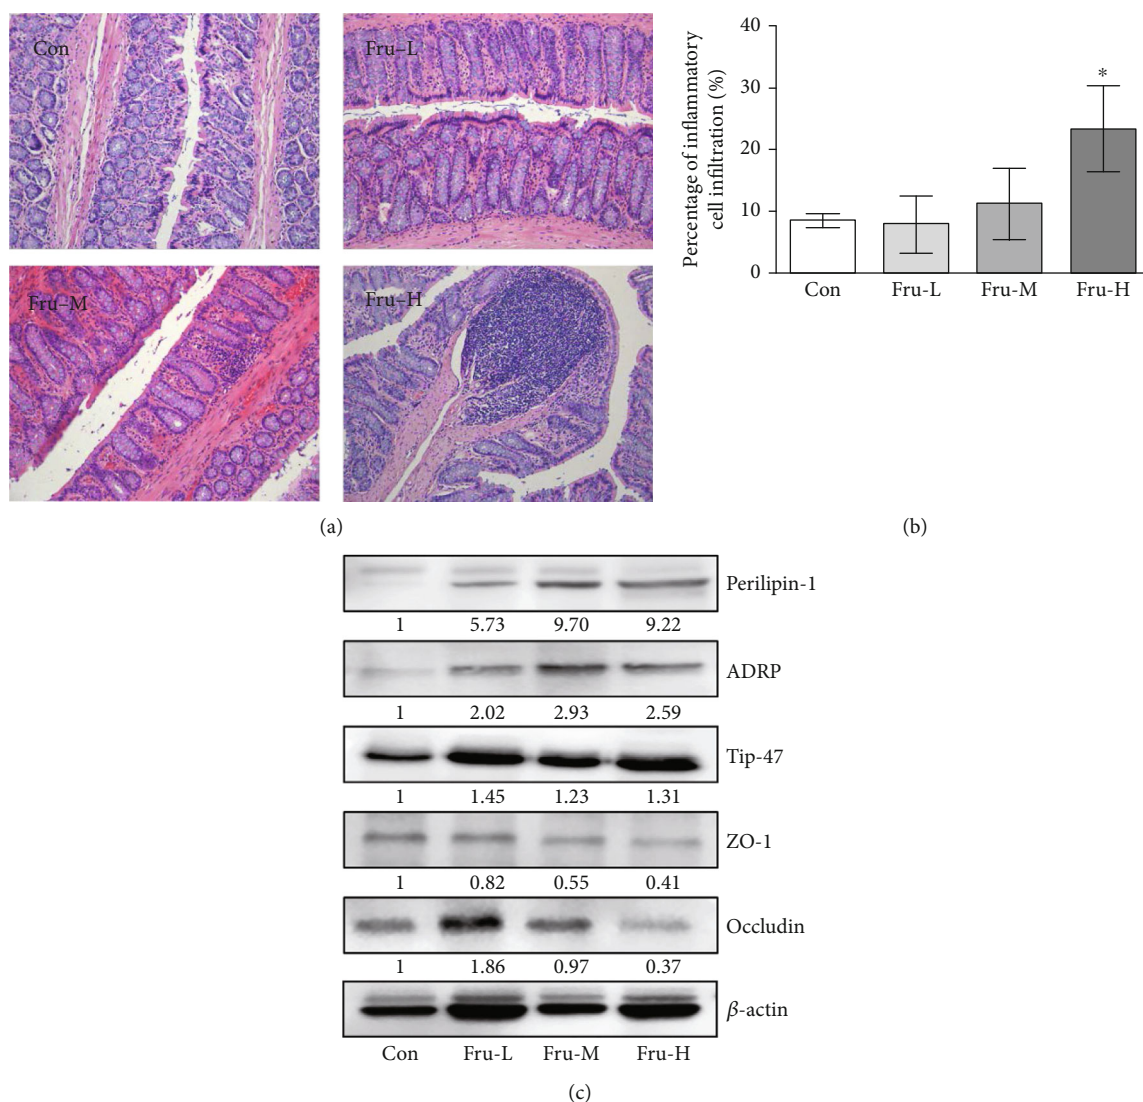 Con
Fru–L
Fru–M
Fru–H
(a)
Percentage of inflammatory
cell infiltration (%)
40
30
20
10
0
*
Con Fru-L Fru-M Fru-H
(b)
Perilipin-1
1 5.73 9.70 9.22
ADRP
1 2.02 2.93 2.59
Tip-47
1 1.45 1.23 1.31
ZO-1
1 0.82 0.55 0.41
Occludin
1 1.86 0.97 0.37
β-actin
Con Fru-L Fru-M Fru-H
(c)